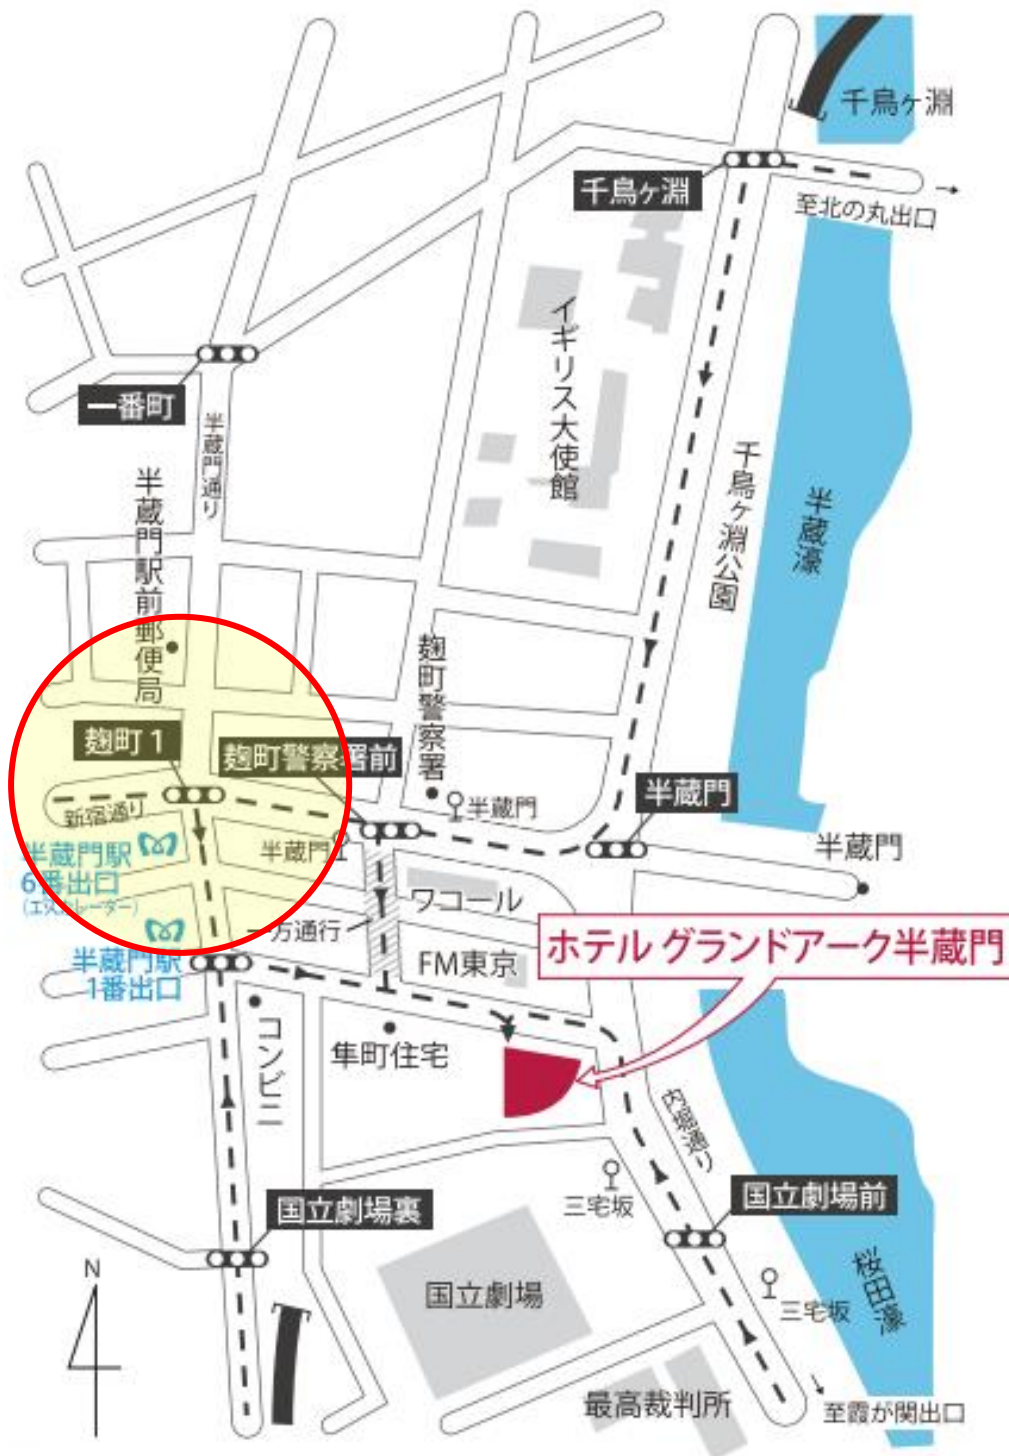 千鳥ヶ淵
千鳥ヶ淵
至北の丸出口
イギリス大使館
一番町
半蔵門通り
半蔵門駅前郵便局
千鳥ヶ淵公園
半蔵濠
麹町警察署
麹町1
麹町警察署前
半蔵門
半蔵門
新宿通り
半蔵門
半蔵門
半蔵門駅
6番出口
(エスカレーター)
ワコール
一方通行
FM東京
ホテル グランドアーク半蔵門
半蔵門駅
1番出口
コンビニ
隼町住宅
内堀通り
三宅坂
国立劇場裏
国立劇場前
N
国立劇場
桜田濠
三宅坂
最高裁判所
至霞が関出口